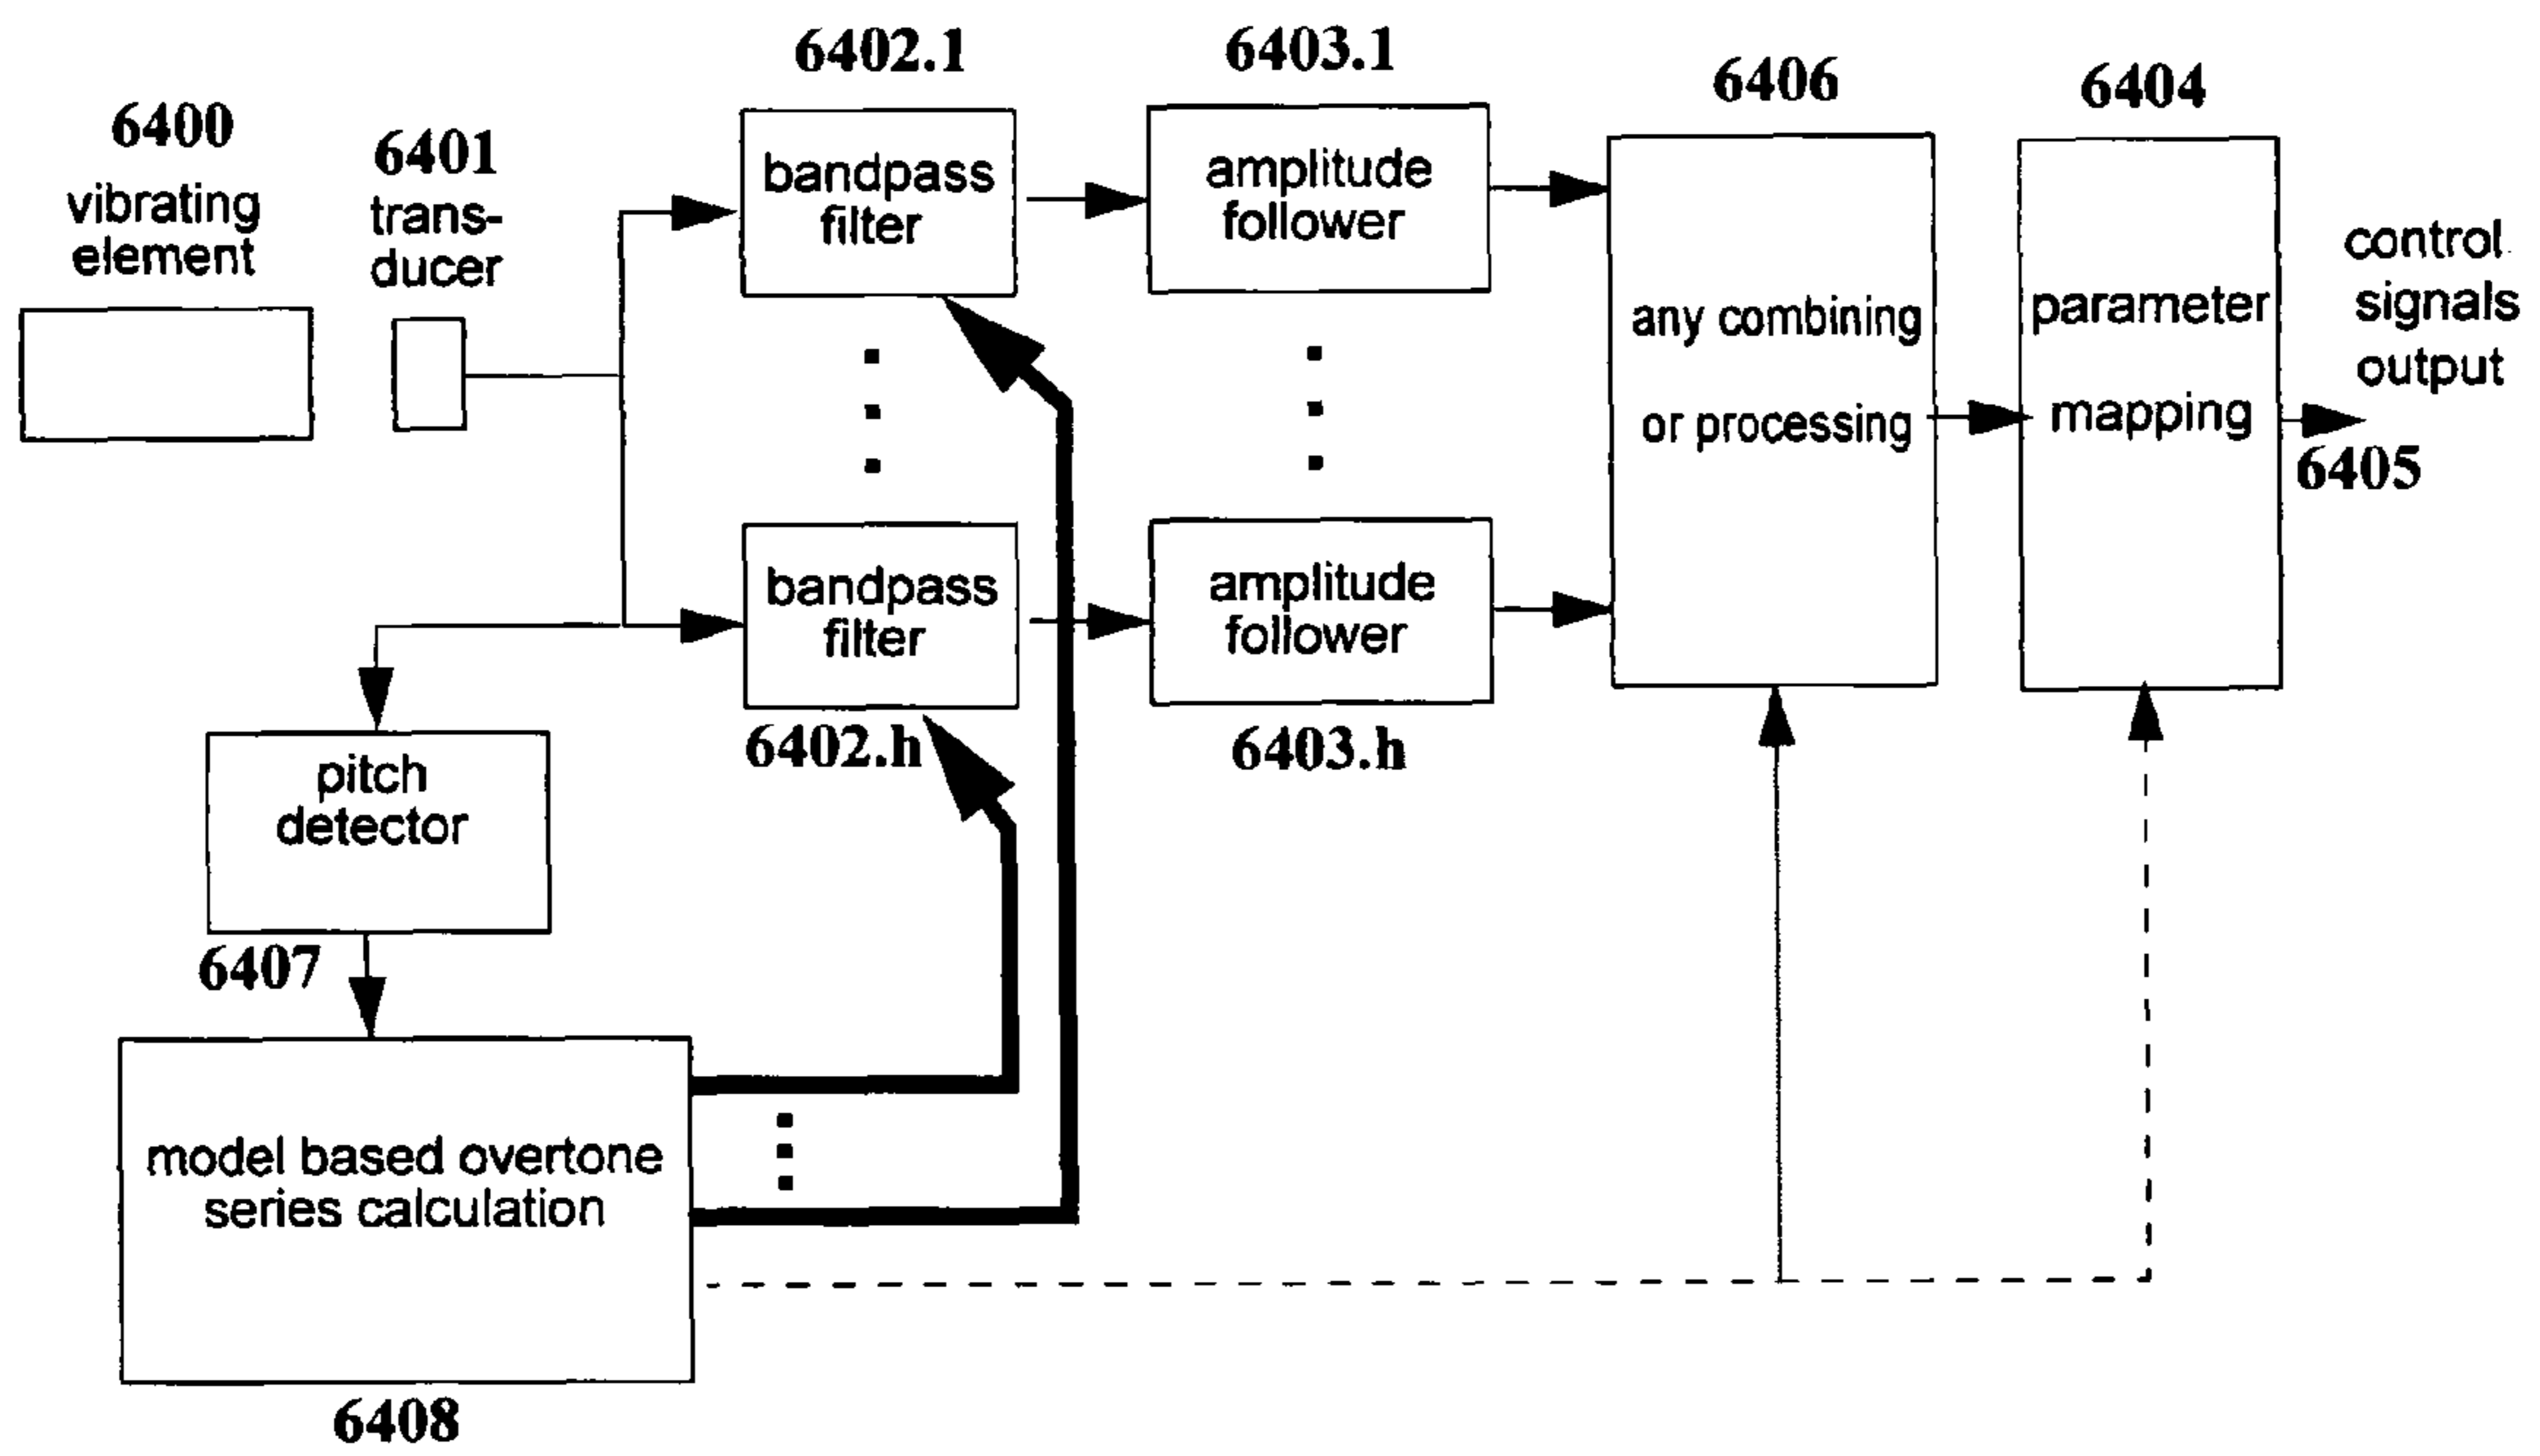 6400
vibrating
element
6401
trans-
ducer
6402.1
bandpass
filter
6403.1
amplitude
follower
6406
any combining
or processing
6404
parameter
mapping
control
signals
output
6405
bandpass
filter
6402.h
amplitude
follower
6403.h
pitch
detector
6407
model based overtone
series calculation
6408